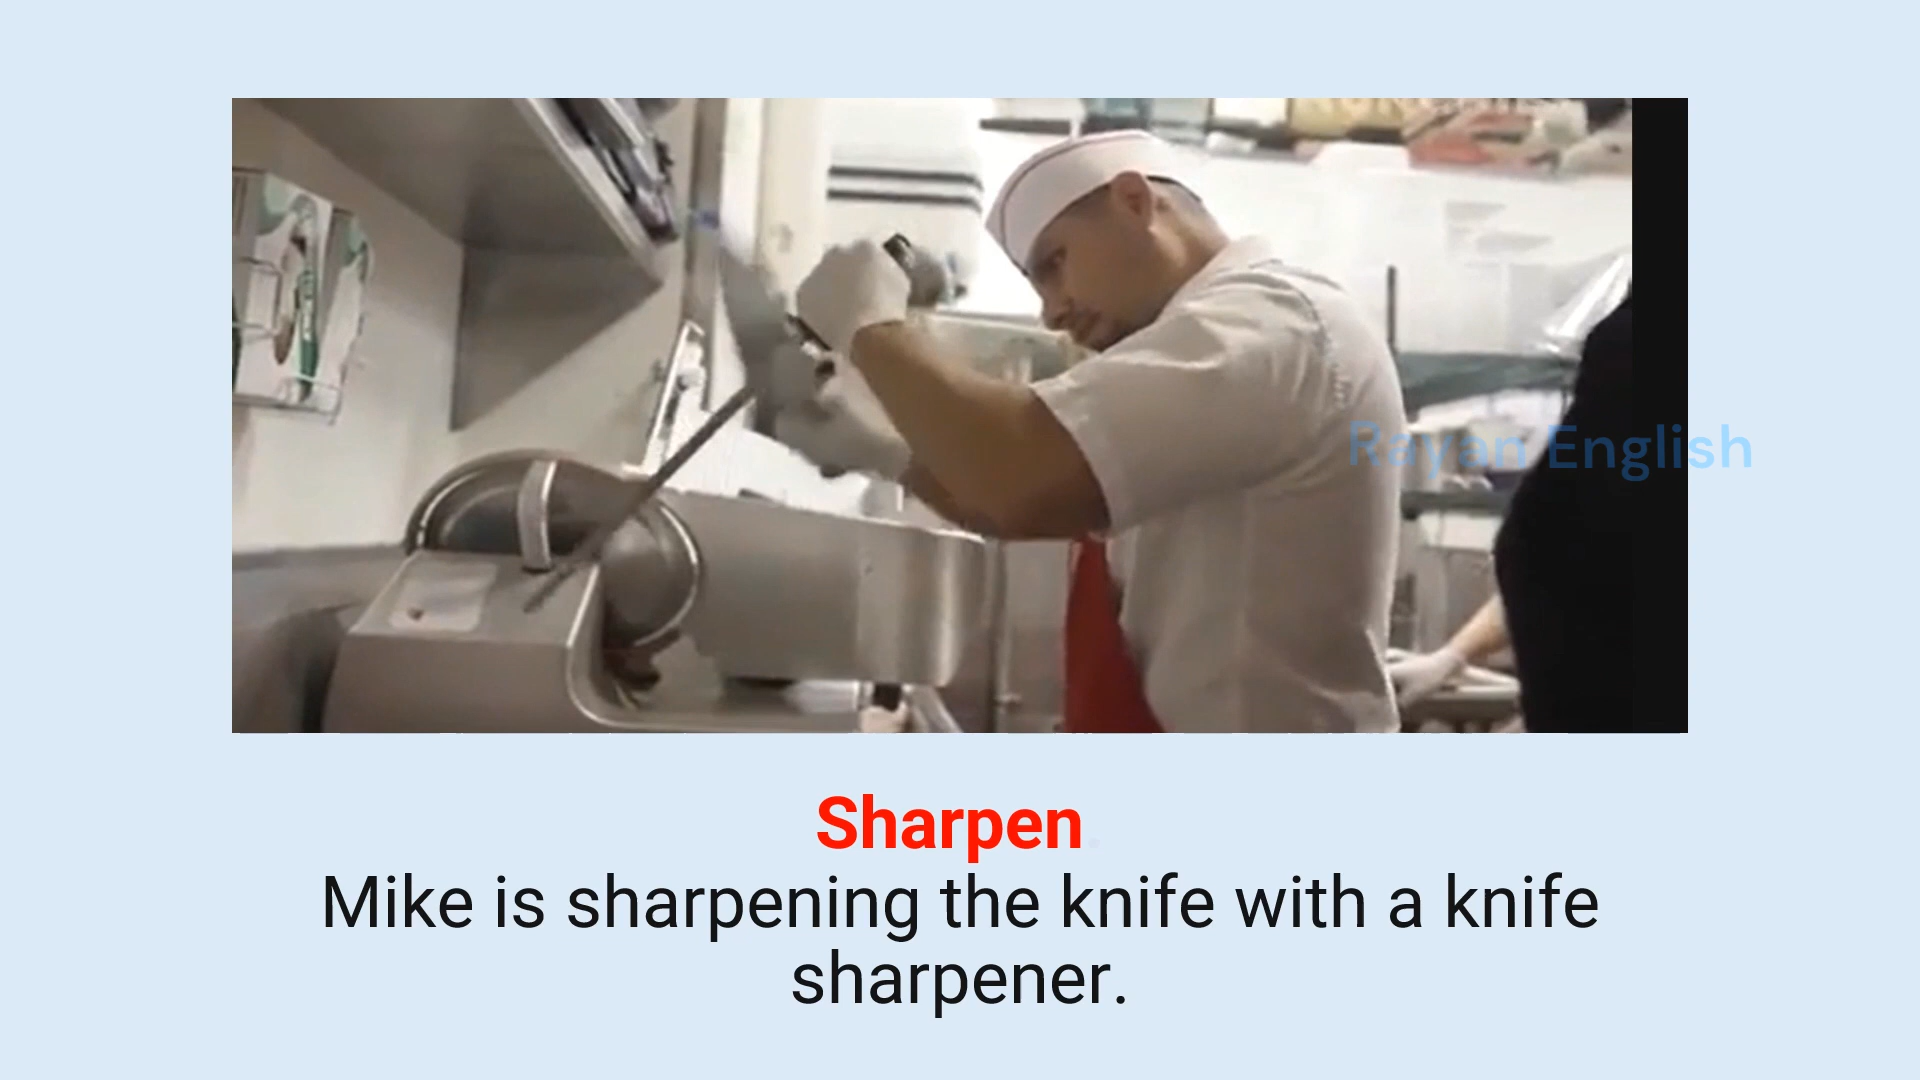 Rayan English
Sharpen
Mike is sharpening the knife with a knife
sharpener.